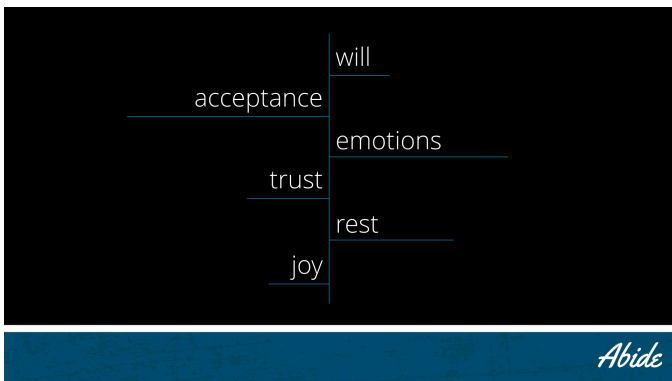 will
acceptance
emotions
trust
rest
joy
Abide